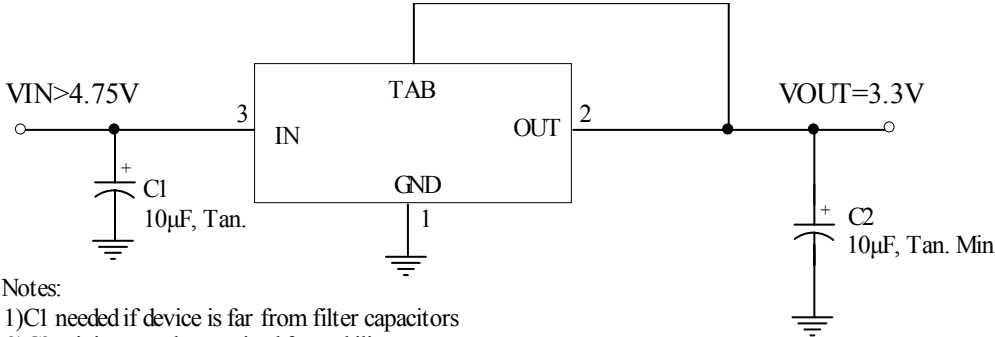 TAB
VIN>4.75V
VOUT=3.3V
3
2
IN
OUT
+
C1
10μF, Tan.
GND
1
+
C2
10μF, Tan. Min
Notes:
1)C1 needed if device is far from filter capacitors